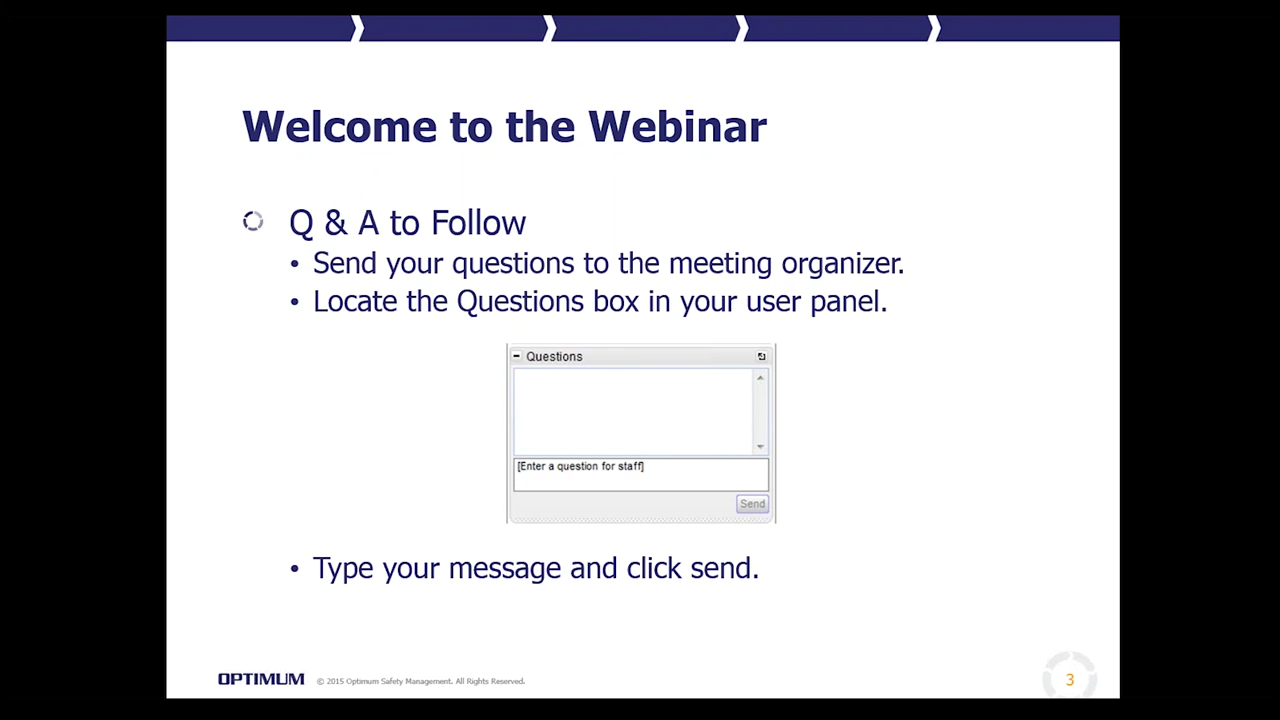 Welcome to the Webinar
Q & A to Follow
• Send your questions to the meeting organizer.
• Locate the Questions box in your user panel.
Questions
[Enter a question for staff]
Send
• Type your message and click send.
OPTIMUM © 2015 Optimum Safety Management. All Rights Reserved.
3